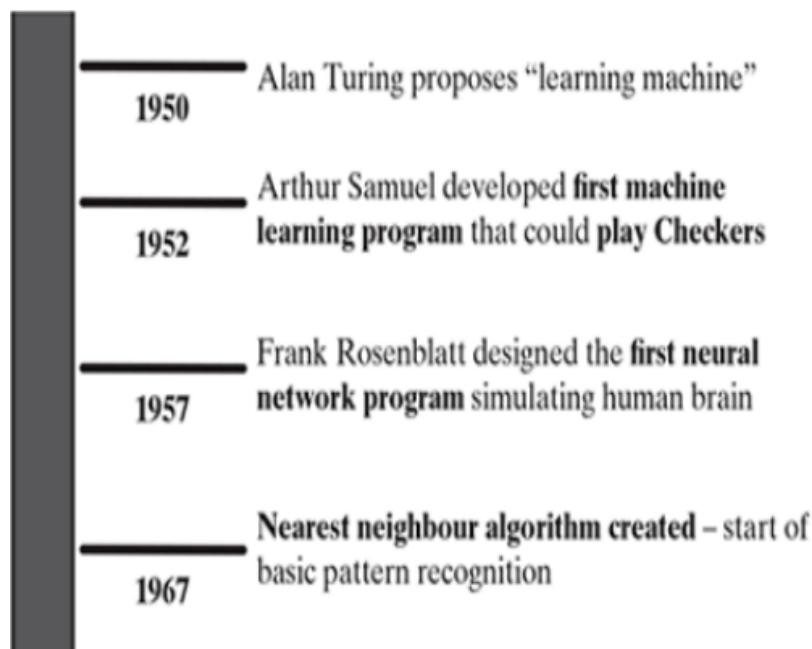 Alan Turing proposes “learning machine”
1950
Arthur Samuel developed first machine
learning program that could play Checkers
1952
Frank Rosenblatt designed the first neural
network program simulating human brain
1957
Nearest neighbour algorithm created – start of
basic pattern recognition
1967